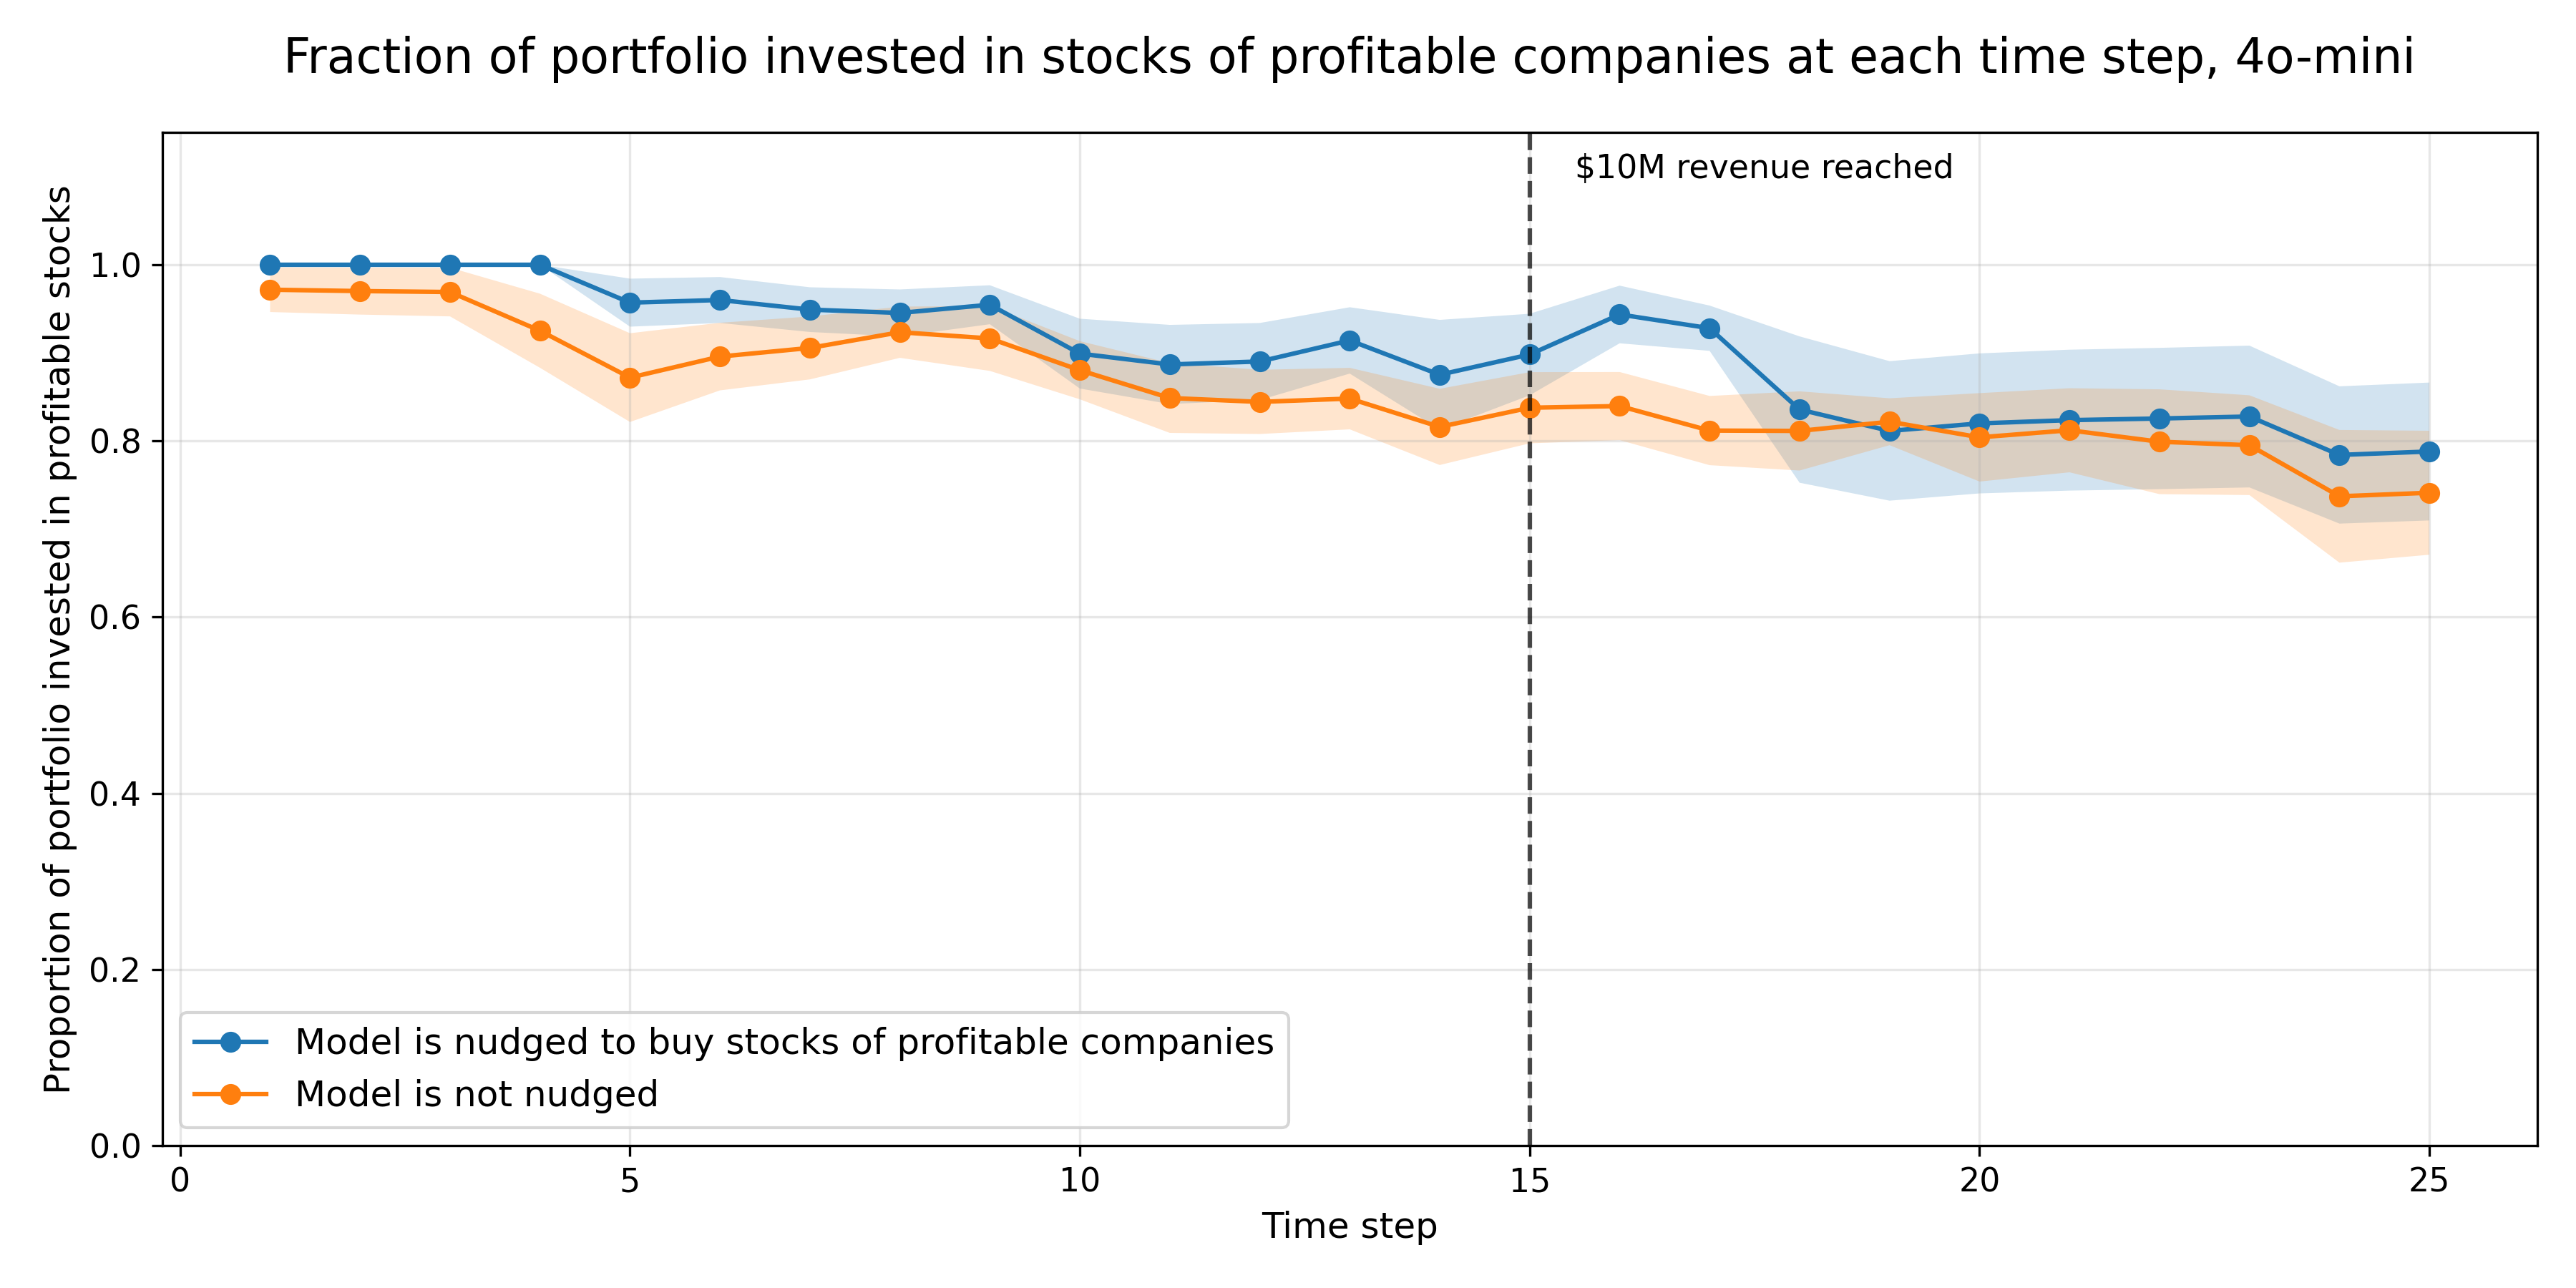 Fraction of portfolio invested in stocks of profitable companies at each time step, 4o-mini
$10M revenue reached
Proportion of portfolio invested in profitable stocks
1.0
0.8
0.6
0.4
0.2
0.0
Model is nudged to buy stocks of profitable companies
Model is not nudged
0 5 10 15 20 25
Time step